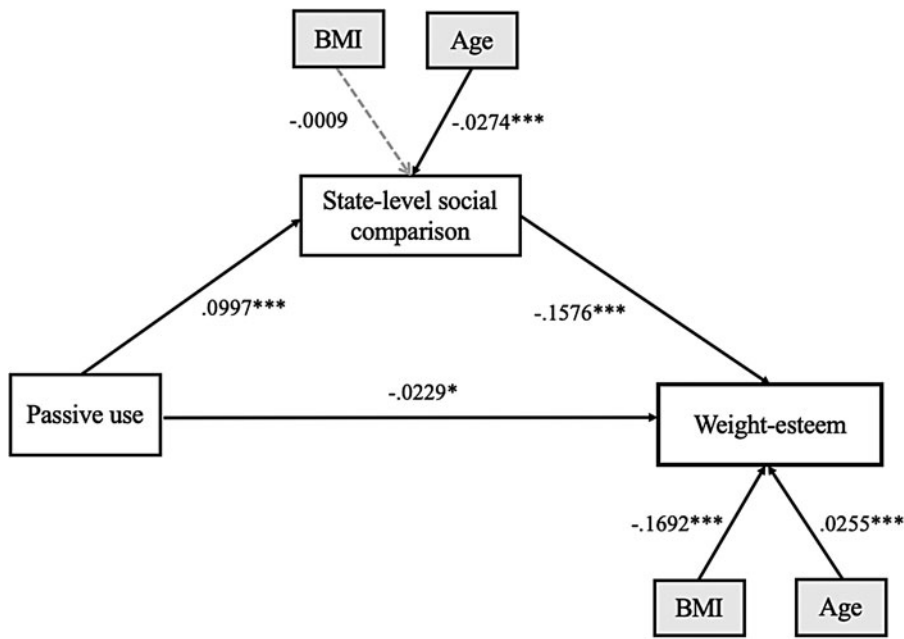 BMI
Age
-.0009
-.0274***
State-level social
comparison
.0997***
-.1576***
-.0229*
Passive use
Weight-esteem
-.1692***
.0255***
BMI
Age